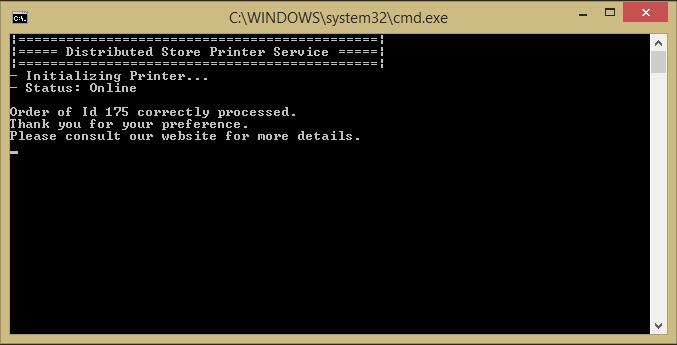 C:\WINDOWS\system32\cmd.exe
C:\.
¦=============================================¦
¦===== Distributed Store Printer Service =====¦
¦=============================================¦
- Initializing Printer...
- Status: Online
Order of Id 175 correctly processed.
Thank you for your preference.
Please consult our website for more details.